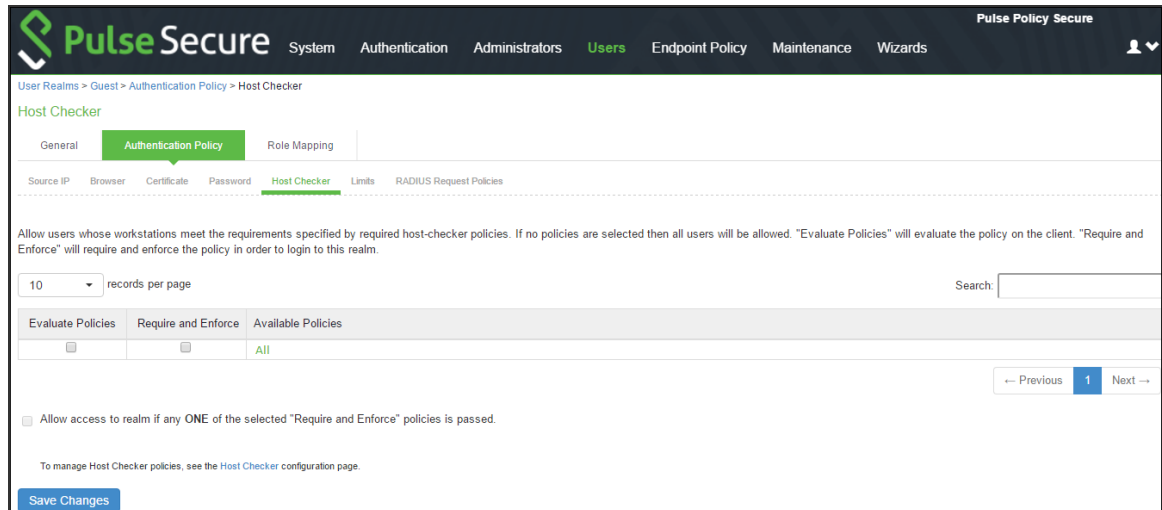 Pulse Policy Secure
Pulse Secure System Authentication Administrators Users Endpoint Policy Maintenance Wizards
User Realms > Guest > Authentication Policy > Host Checker
Host Checker
General Authentication Policy Role Mapping
Source IP Browser Certificate Password Host Checker Limits RADIUS Request Policies
Allow users whose workstations meet the requirements specified by required host-checker policies. If no policies are selected then all users will be allowed. "Evaluate Policies" will evaluate the policy on the client. "Require and
Enforce" will require and enforce the policy in order to login to this realm.
10 records per page Search:
Evaluate Policies Require and Enforce Available Policies
All
← Previous 1 Next →
Allow access to realm if any ONE of the selected "Require and Enforce" policies is passed.
To manage Host Checker policies, see the Host Checker configuration page.
Save Changes